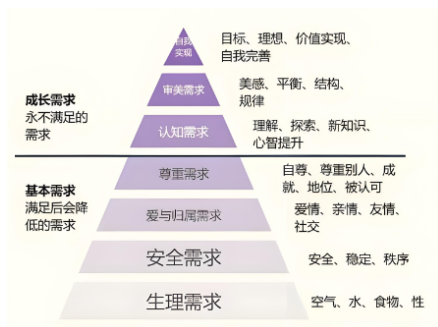 自我
实现
目标、理想、价值实现、
自我完善
审美需求
美感、平衡、结构、
规律
成长需求
永不满足的
需求
认知需求
理解、探索、新知识、
心智提升
尊重需求
自尊、尊重别人、成
就、地位、被认可
基本需求
满足后会降
低的需求
爱与归属需求
爱情、亲情、友情、
社交
安全需求
安全、稳定、秩序
生理需求
空气、水、食物、性